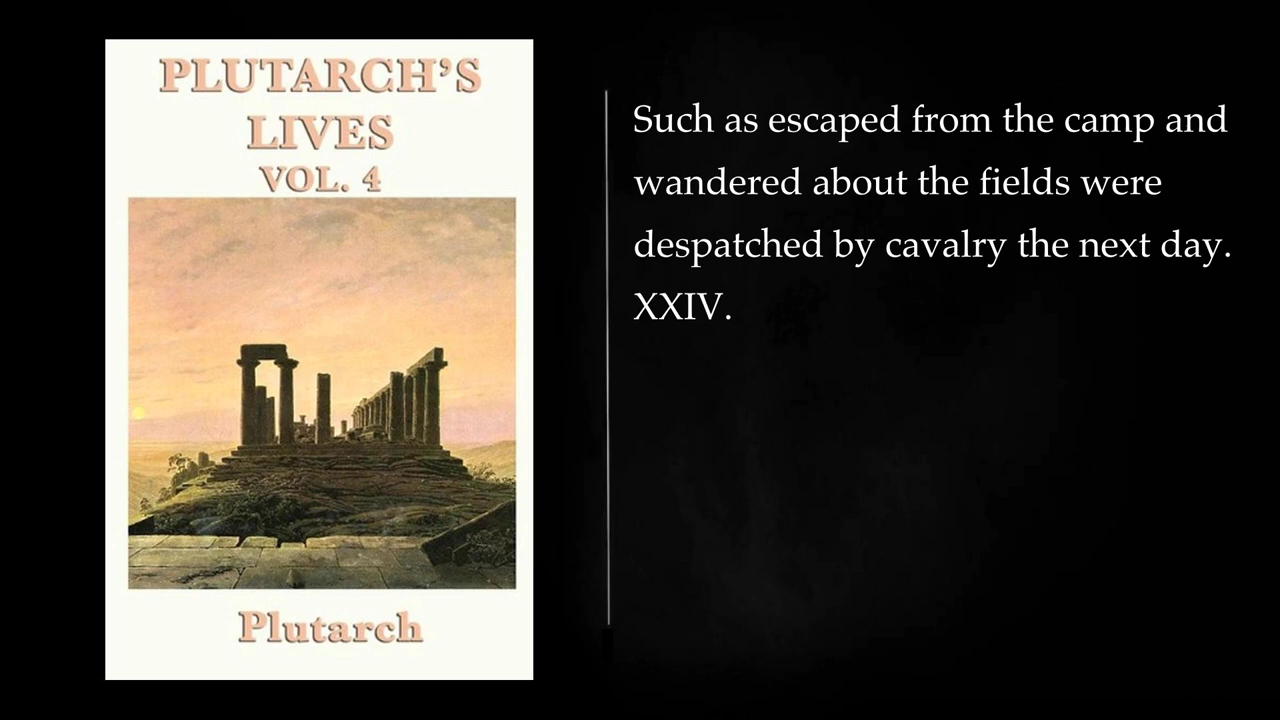 PLUTARCH'S
LIVES
VOL. 4
Plutarch
Such as escaped from the camp and
wandered about the fields were
despatched by cavalry the next day.
XXIV.